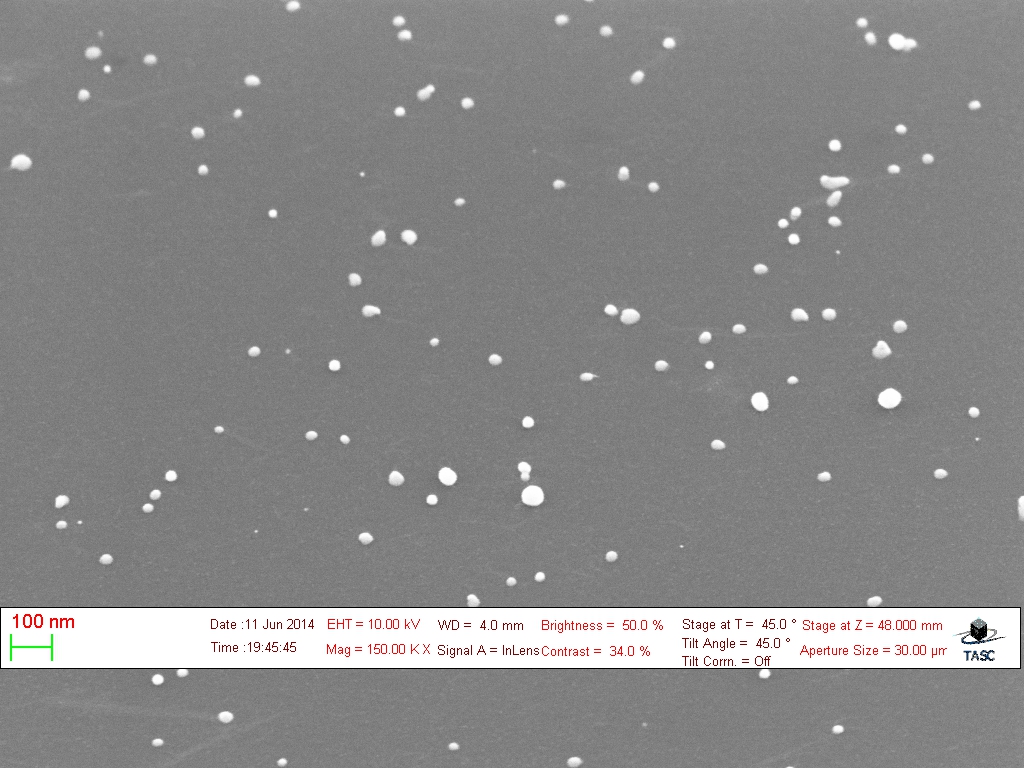 100 nm
Date :11 Jun 2014
Time :19:45:45
EHT = 10.00 kV
Mag = 150.00 K X
WD = 4.0 mm
Signal A = InLens
Brightness = 50.0 %
Contrast = 34.0 %
Stage at T = 45.0 °
Tilt Angle = 45.0 °
Tilt Corrn. = Off
Stage at Z = 48.000 mm
Aperture Size = 30.00 µm
TASC